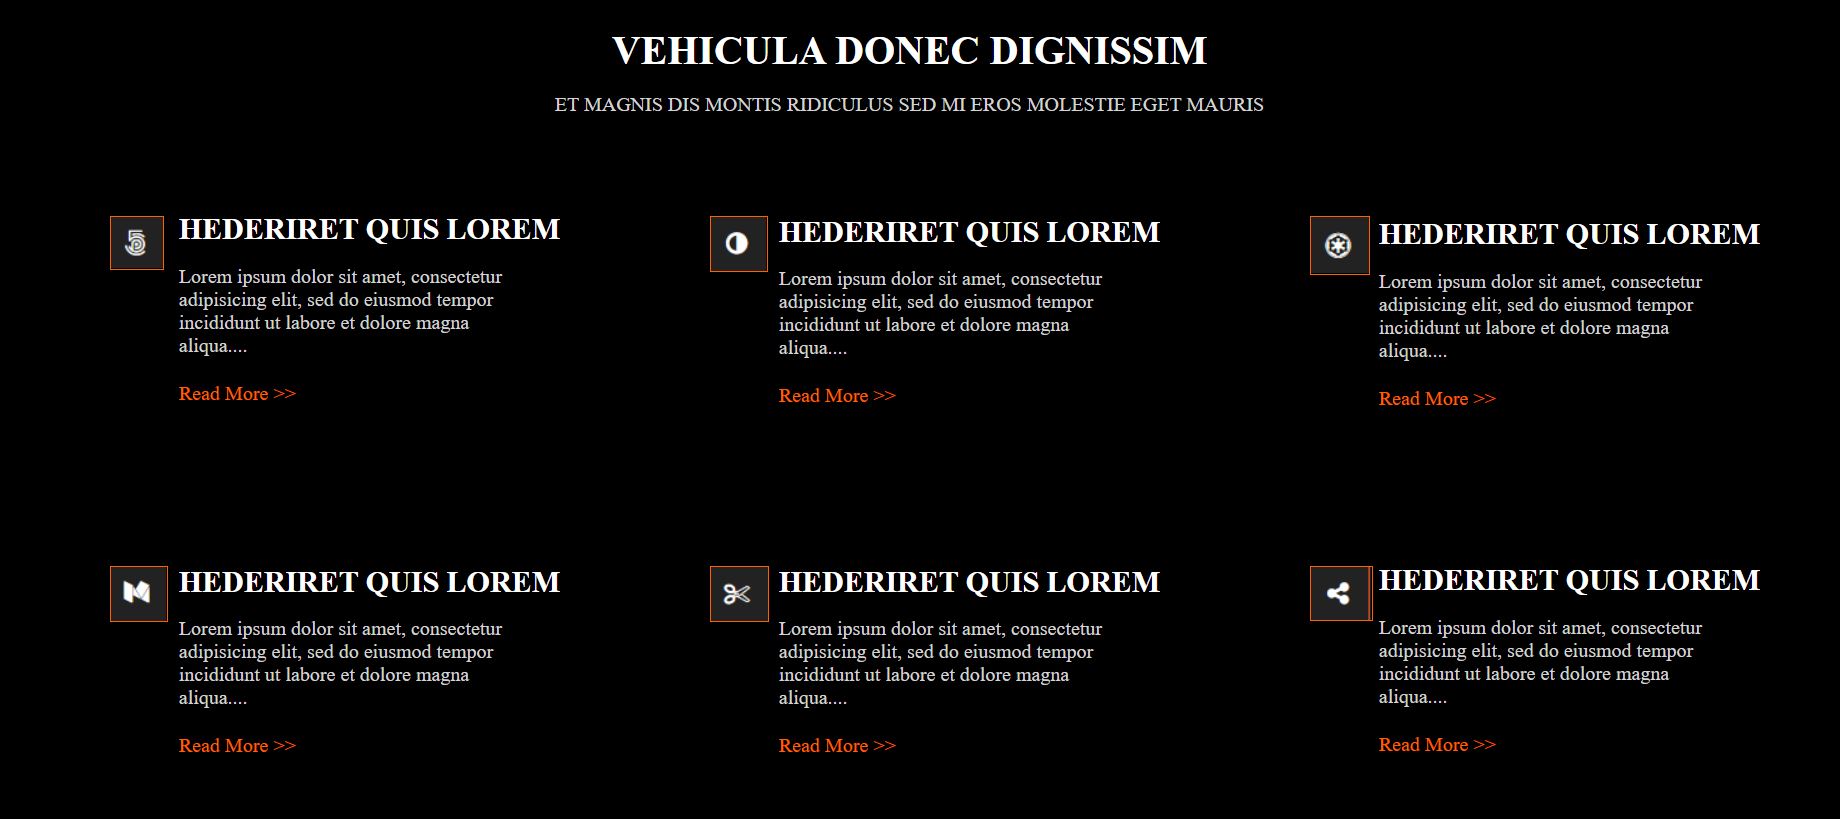 VEHICULA DONEC DIGNISSIM
ET MAGNIS DIS MONTIS RIDICULUS SED MI EROS MOLESTIE EGET MAURIS
HEDERIRET QUIS LOREM
Lorem ipsum dolor sit amet, consectetur
adipisicing elit, sed do eiusmod tempor
incididunt ut labore et dolore magna
aliqua....
Read More >>
HEDERIRET QUIS LOREM
Lorem ipsum dolor sit amet, consectetur
adipisicing elit, sed do eiusmod tempor
incididunt ut labore et dolore magna
aliqua....
Read More >>
HEDERIRET QUIS LOREM
Lorem ipsum dolor sit amet, consectetur
adipisicing elit, sed do eiusmod tempor
incididunt ut labore et dolore magna
aliqua....
Read More >>
HEDERIRET QUIS LOREM
Lorem ipsum dolor sit amet, consectetur
adipisicing elit, sed do eiusmod tempor
incididunt ut labore et dolore magna
aliqua....
Read More >>
HEDERIRET QUIS LOREM
Lorem ipsum dolor sit amet, consectetur
adipisicing elit, sed do eiusmod tempor
incididunt ut labore et dolore magna
aliqua....
Read More >>
HEDERIRET QUIS LOREM
Lorem ipsum dolor sit amet, consectetur
adipisicing elit, sed do eiusmod tempor
incididunt ut labore et dolore magna
aliqua....
Read More >>